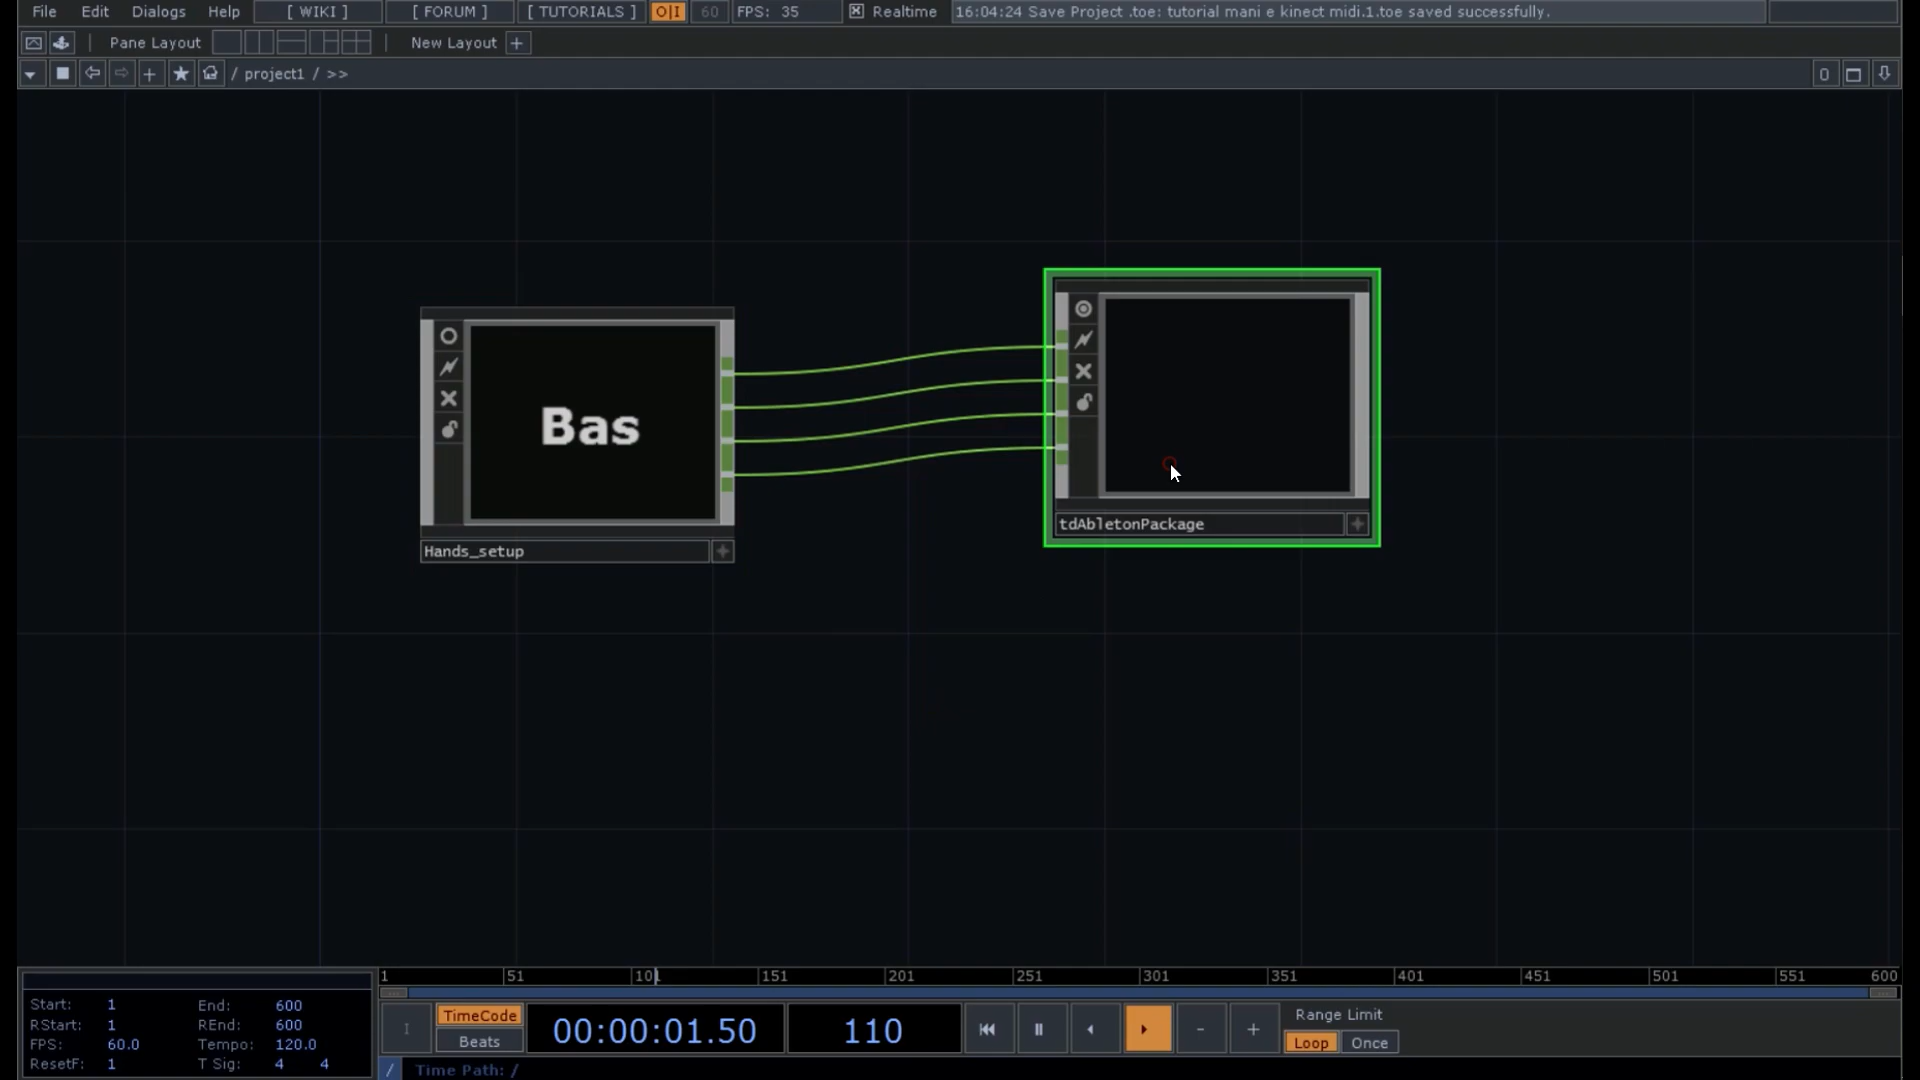 File Edit Dialogs Help [ WIKI ] [ FORUM ] [ TUTORIALS ] O|I 60 FPS: 35 Realtime 16:04:24 Save Project .toe: tutorial mani e kinect midi.1.toe saved successfully.
Pane Layout New Layout +
/ project1 / >> 0
Bas
Hands_setup
tdAbletonPackage
1 51 101 151 201 251 301 351 401 451 501 551 600
Start: 1 End: 600
RStart: 1 REnd: 600
FPS: 60.0 Tempo: 120.0
ResetF: 1 T Sig: 4 4
I TimeCode 00:00:01.50 110 - + Range Limit
Beats Loop Once
/ Time Path: /